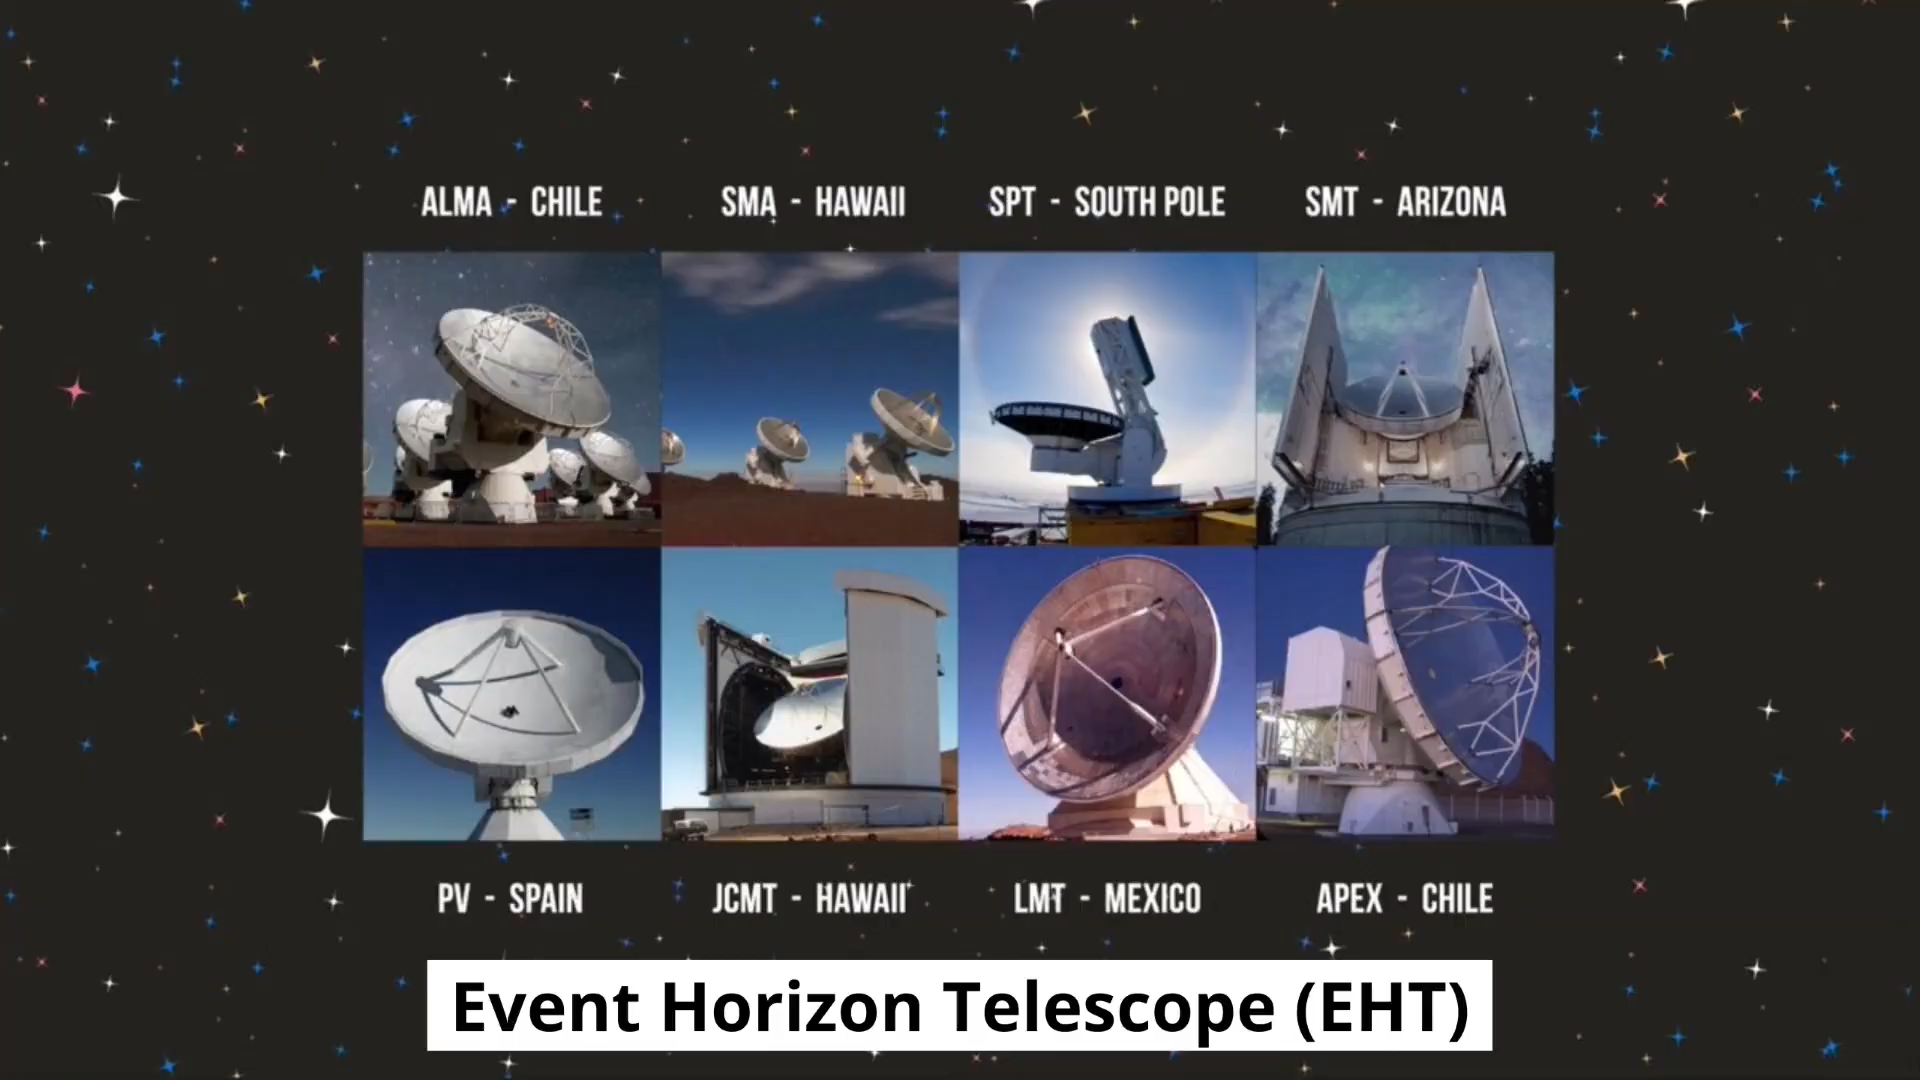 ALMA - CHILE
SMA - HAWAII
SPT - SOUTH POLE
SMT - ARIZONA
PV - SPAIN
JCMT - HAWAII
LMT - MEXICO
APEX - CHILE
Event Horizon Telescope (EHT)